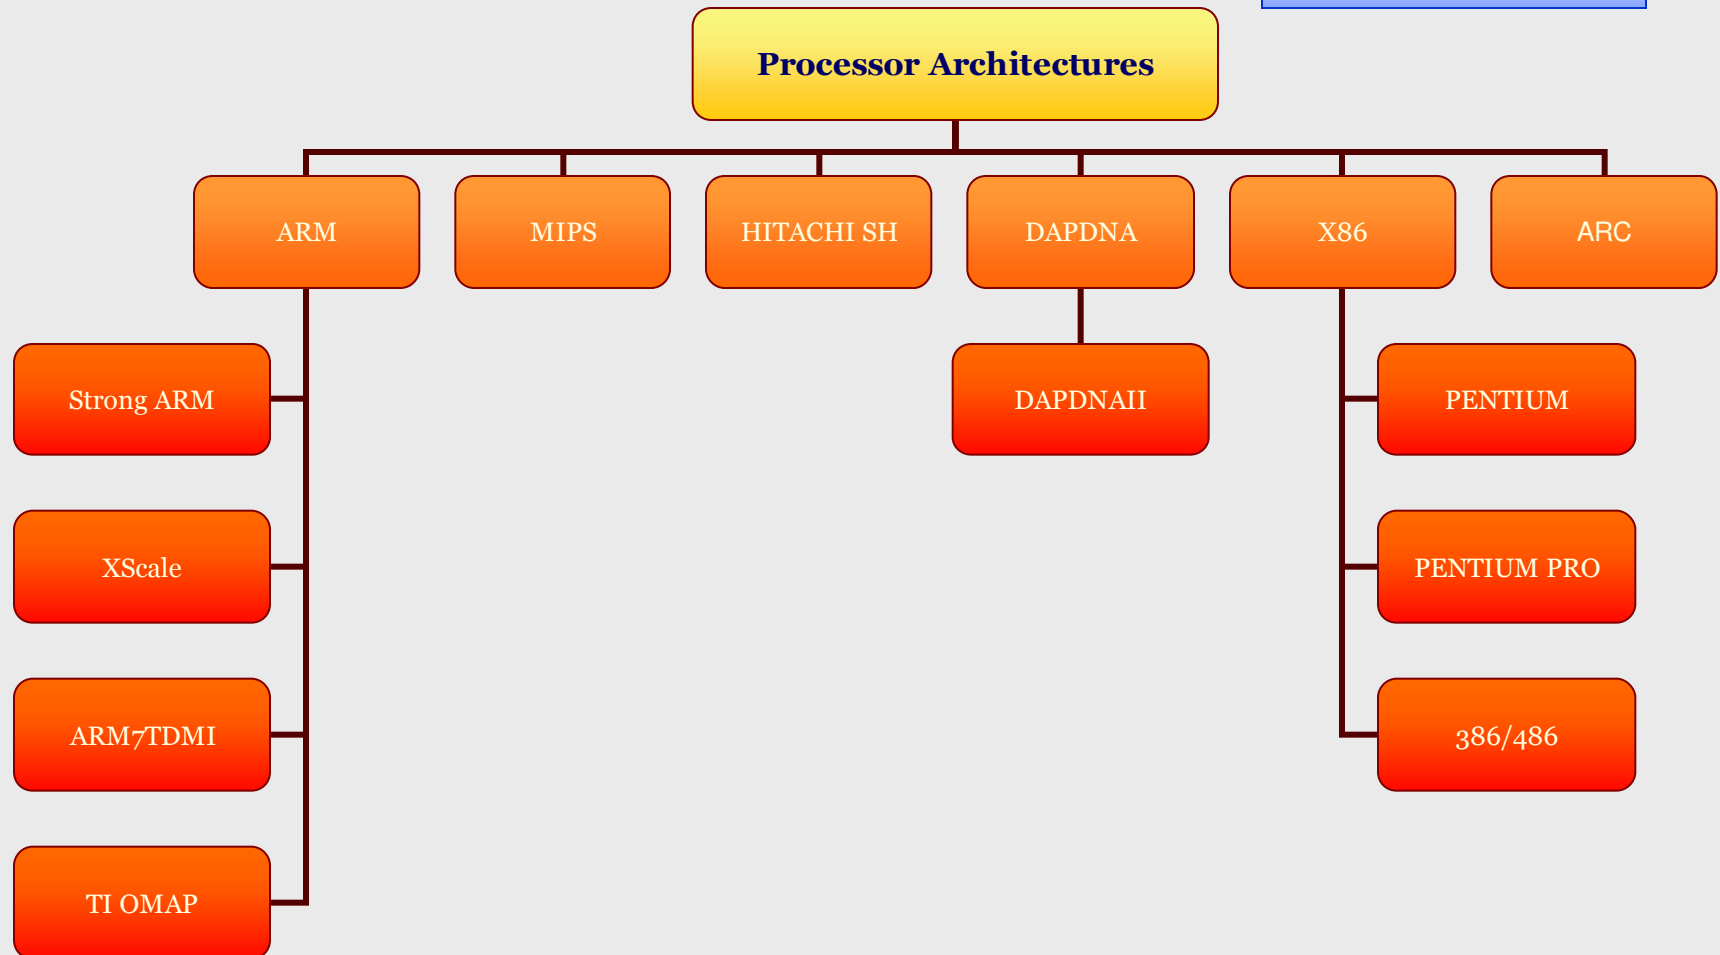 Processor Architectures
ARM
MIPS
HITACHI SH
DAPDNA
X86
ARC
Strong ARM
DAPDNAII
PENTIUM
XScale
PENTIUM PRO
ARM7TDMI
386/486
TI OMAP